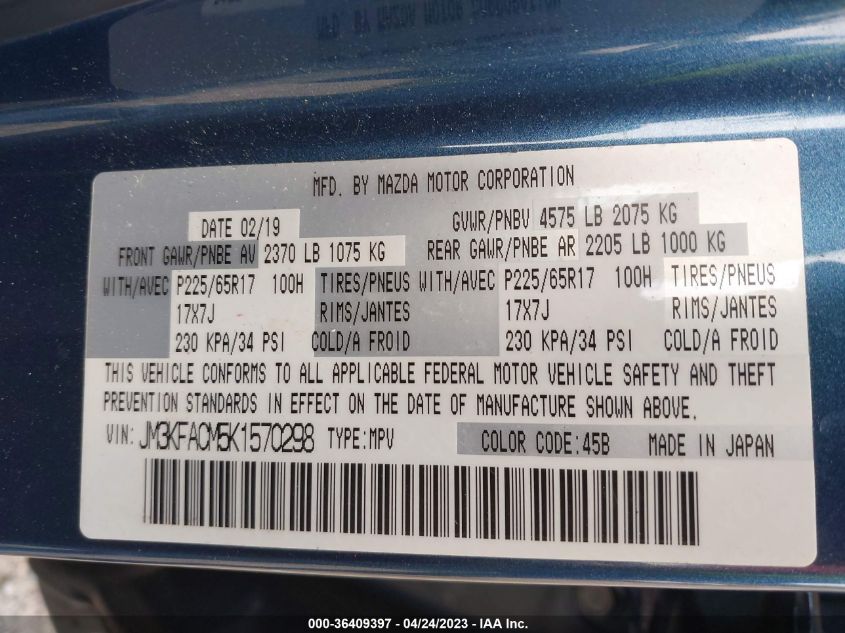 MFD. BY MAZDA MOTOR CORPORATION
DATE 02/19 GVWR/PNBV 4575 LB 2075 KG
FRONT GAWR/PNBE AV 2370 LB 1075 KG REAR GAWR/PNBE AR 2205 LB 1000 KG
WITH/AVEC P225/65R17 100H TIRES/PNEUS WITH/AVEC P225/65R17 100H TIRES/PNEUS
17X7J RIMS/JANTES 17X7J RIMS/JANTES
230 KPA/34 PSI COLD/A FROID 230 KPA/34 PSI COLD/A FROID
THIS VEHICLE CONFORMS TO ALL APPLICABLE FEDERAL MOTOR VEHICLE SAFETY AND THEFT
PREVENTION STANDARDS IN EFFECT ON THE DATE OF MANUFACTURE SHOWN ABOVE.
VIN: JM3KFACM5K1570298 TYPE:MPV COLOR CODE:45B MADE IN JAPAN
000-36409397 - 04/24/2023 - IAA Inc.